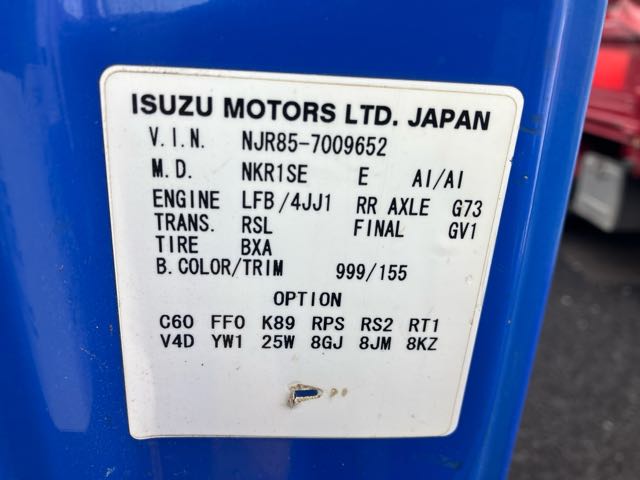 ISUZU MOTORS LTD. JAPAN
V.I.N. NJR85-7009652
M.D. NKR1SE E AI/AI
ENGINE LFB/4JJ1 RR AXLE G73
TRANS. RSL FINAL GV1
TIRE BXA
B.COLOR/TRIM 999/155
OPTION
C60 FF0 K89 RPS RS2 RT1
V4D YW1 25W 8GJ 8JM 8KZ